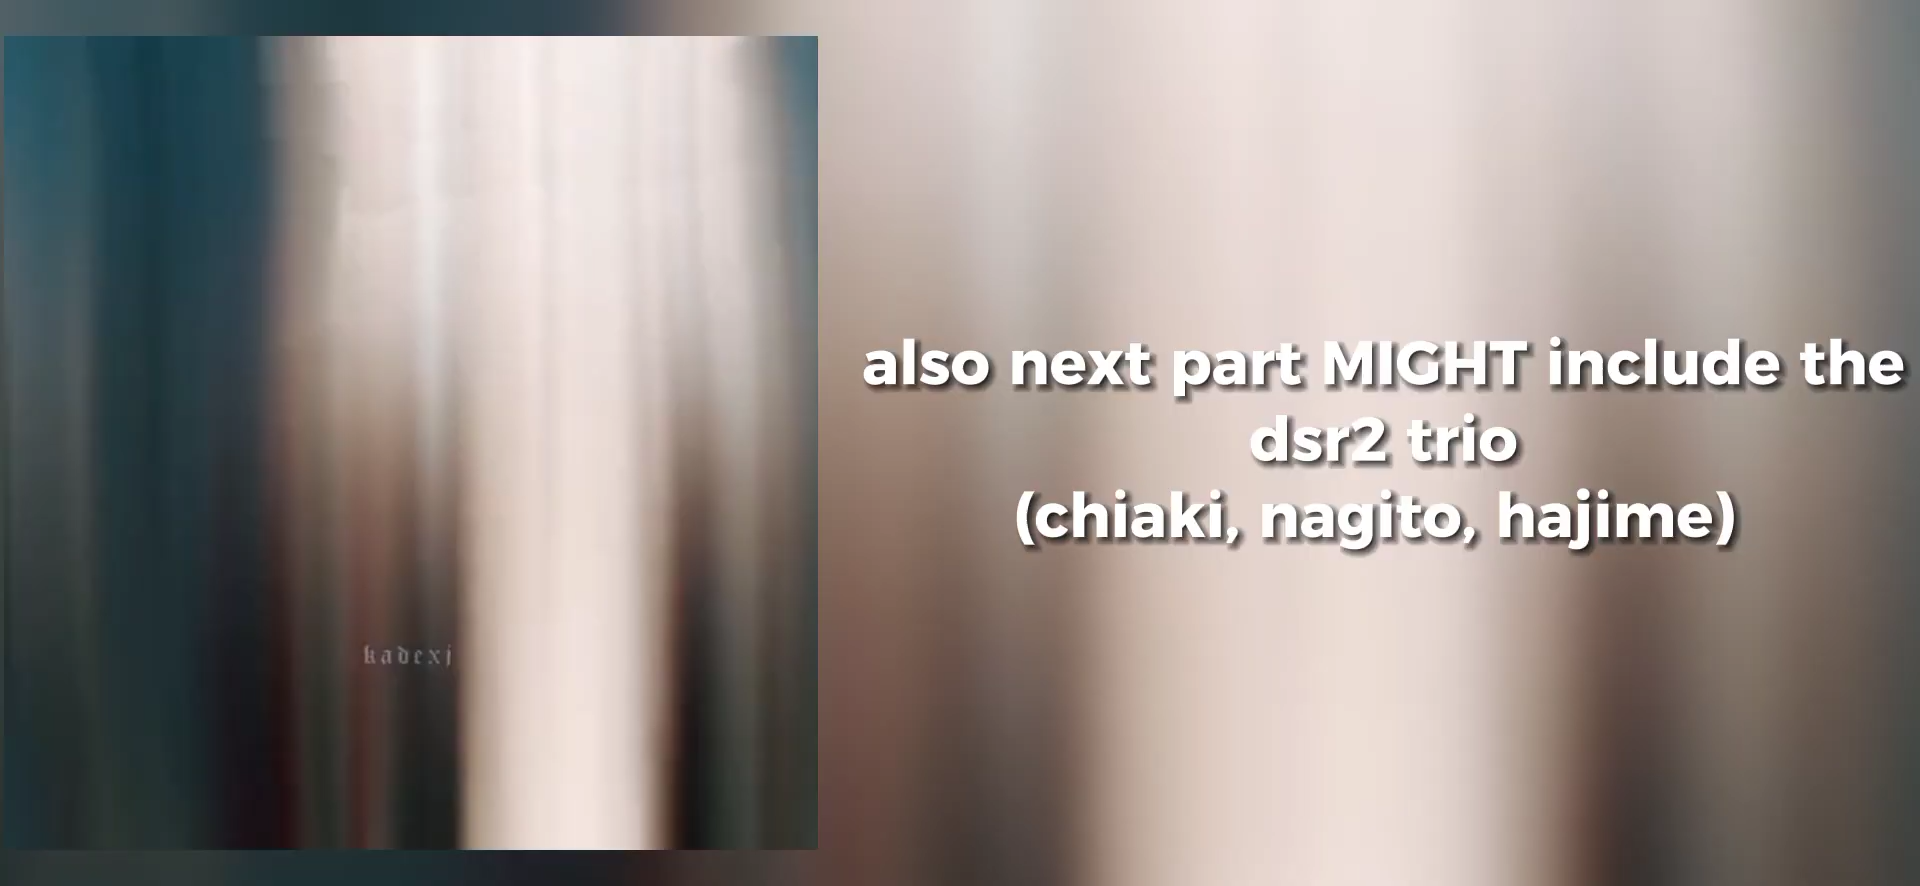 also next part MIGHT include the
dsr2 trio
(chiaki, nagito, hajime)
kadexj